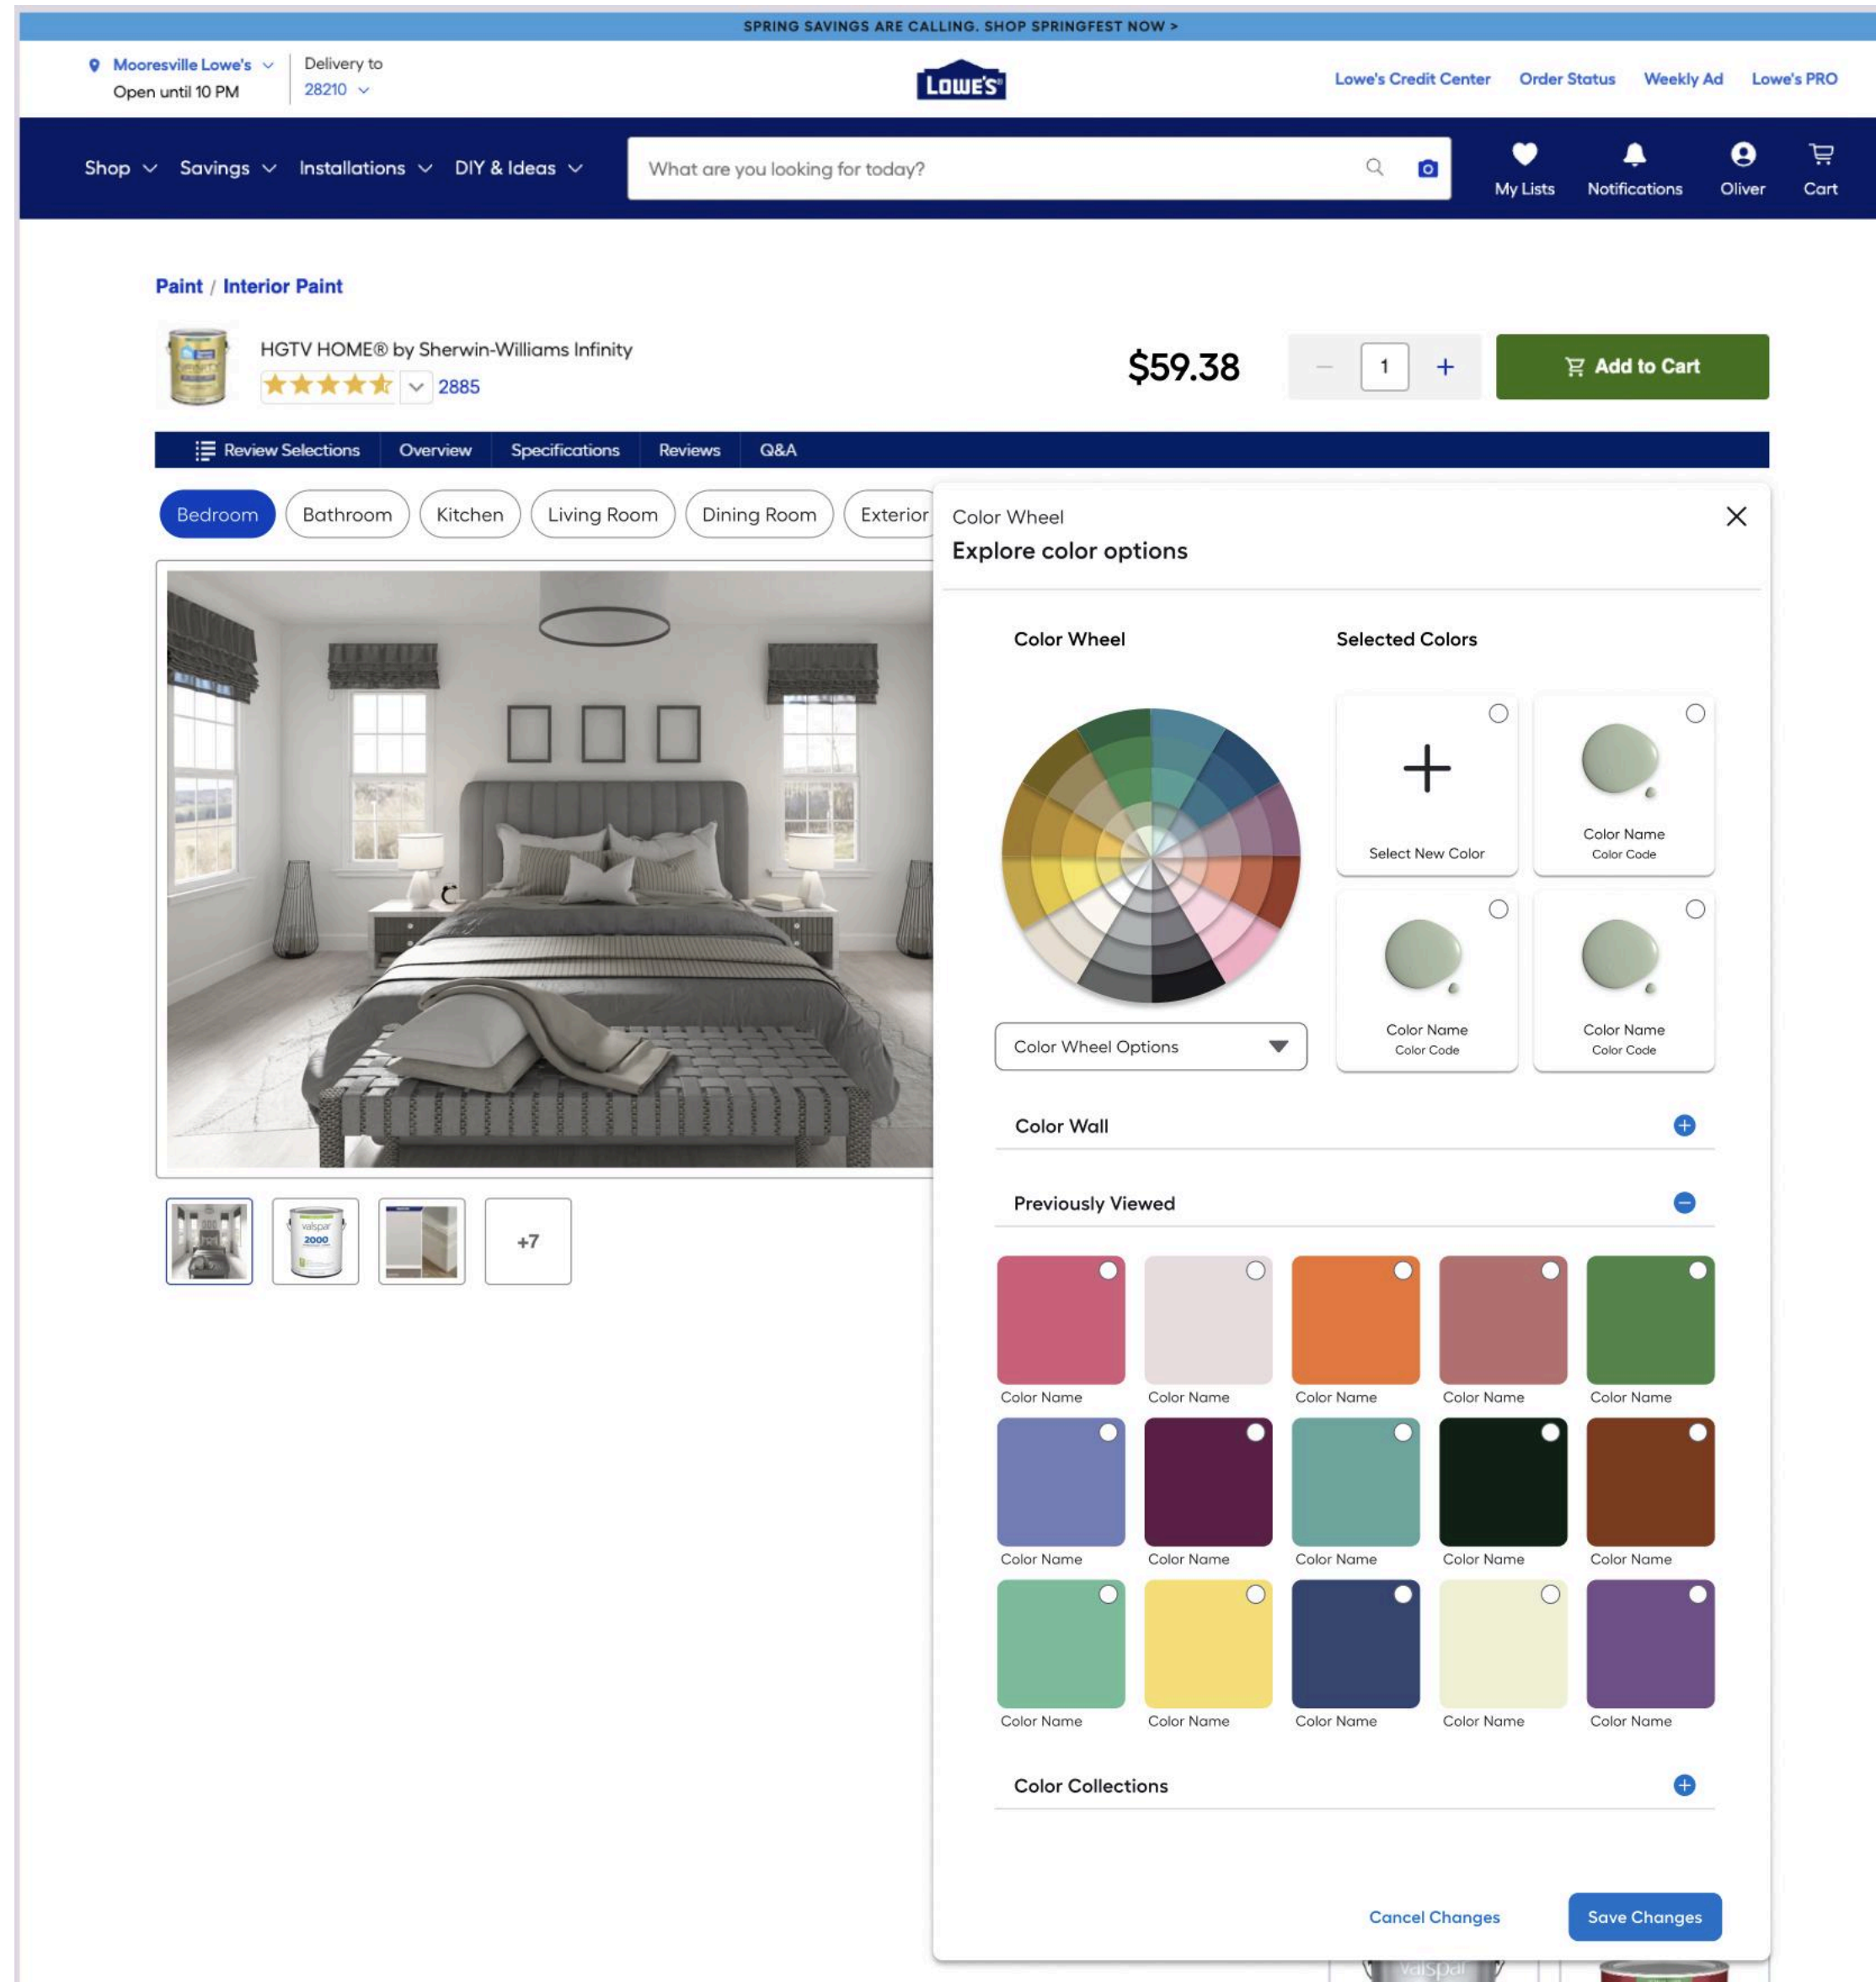 SPRING SAVINGS ARE CALLING. SHOP SPRINGFEST NOW >
Mooresville Lowe's
Open until 10 PM
Delivery to
28210
LOWE'S
Lowe's Credit Center Order Status Weekly Ad Lowe's PRO
Shop Savings Installations DIY & Ideas
What are you looking for today?
My Lists Notifications Oliver Cart
Paint / Interior Paint
HGTV HOME® by Sherwin-Williams Infinity
2885
$59.38
1
Add to Cart
Review Selections Overview Specifications Reviews Q&A
Bedroom Bathroom Kitchen Living Room Dining Room Exterior
valspar
2000
+7
Color Wheel
Explore color options
Color Wheel
Color Wheel Options
Selected Colors
Select New Color
Color Name
Color Code
Color Name
Color Code
Color Name
Color Code
Color Wall
Previously Viewed
Color Name Color Name Color Name Color Name Color Name
Color Name Color Name Color Name Color Name Color Name
Color Name Color Name Color Name Color Name Color Name
Color Collections
Cancel Changes Save Changes
valspar